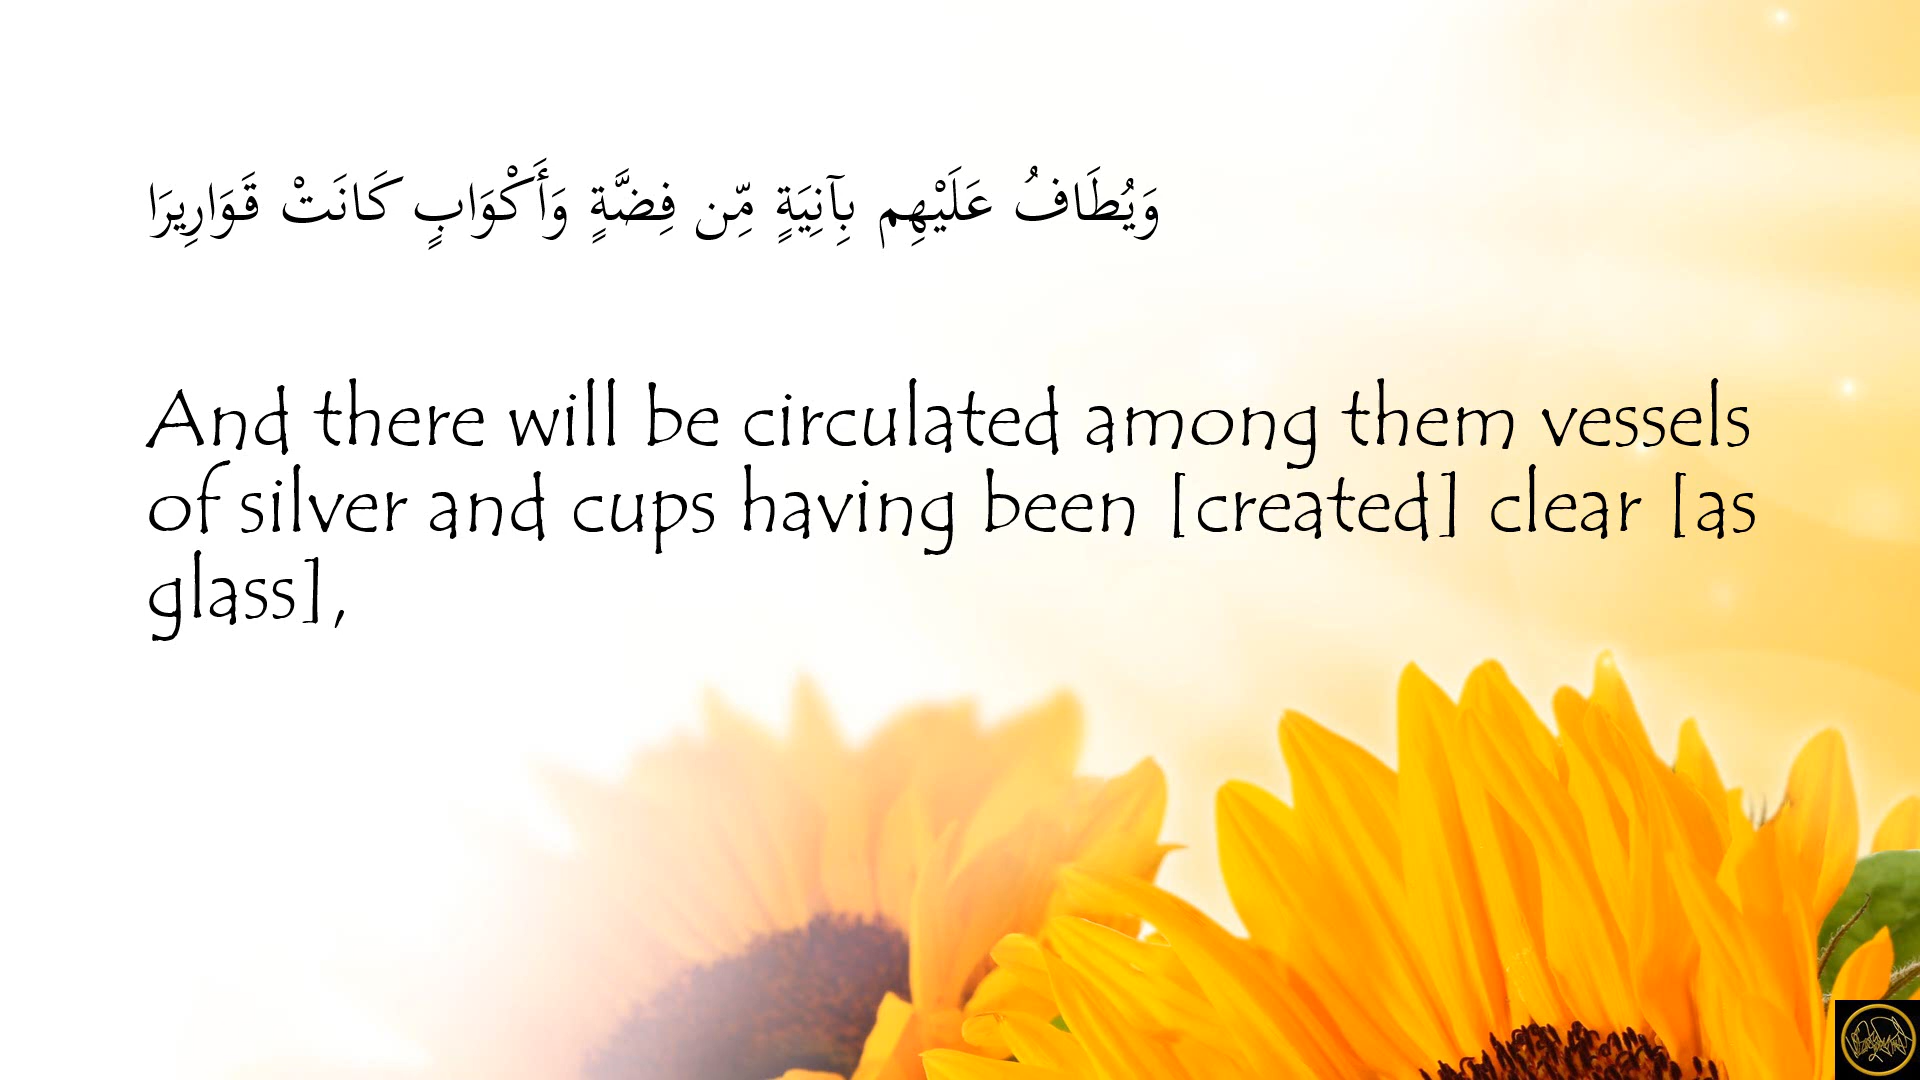 وَيُطَافُ عَلَيْهِم بِآنِيَةٍ مِّن فِضَّةٍ وَأَكْوَابٍ كَانَتْ قَوَارِيرَا
And there will be circulated among them vessels
of silver and cups having been [created] clear [as
glass],